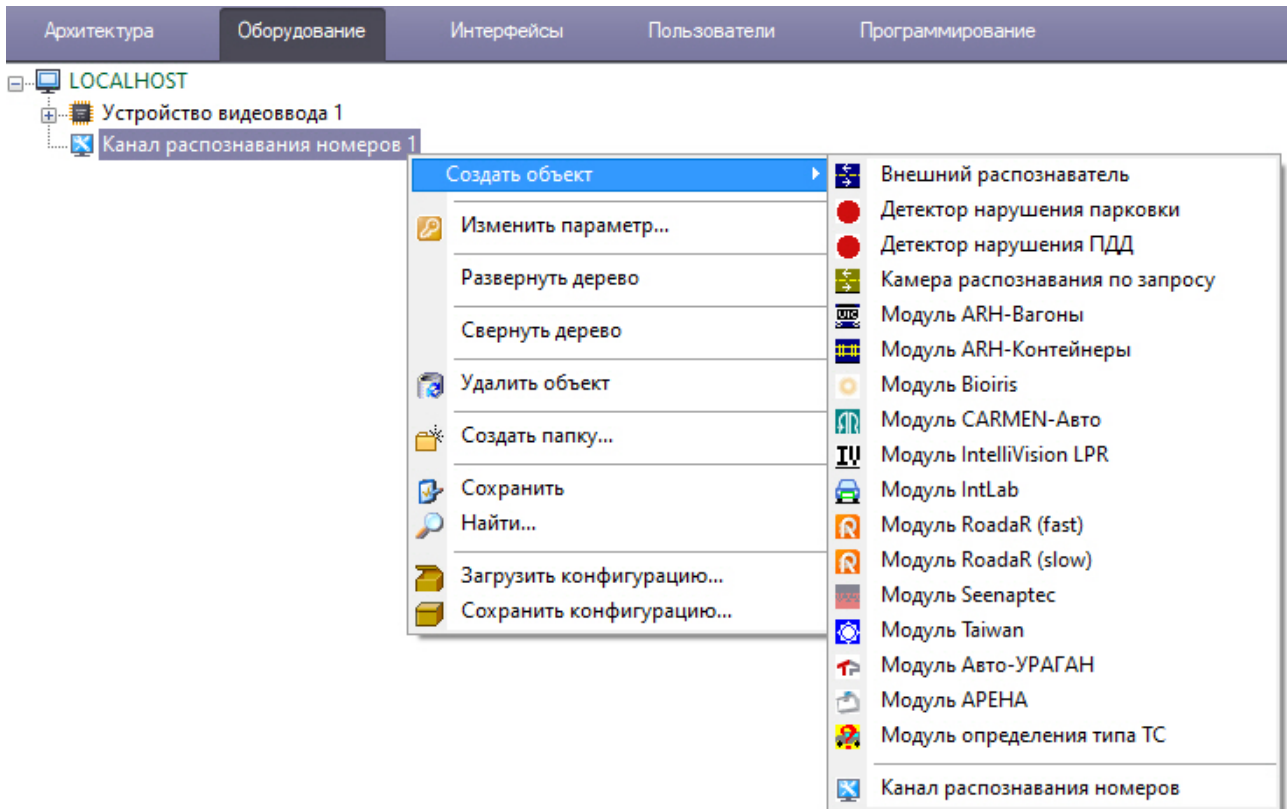 Архитектура Оборудование Интерфейсы Пользователи Программирование
LOCALHOST
Устройство видеоввода 1
Канал распознавания номеров 1
Создать объект
Изменить параметр...
Развернуть дерево
Свернуть дерево
Удалить объект
Создать папку...
Сохранить
Найти...
Загрузить конфигурацию...
Сохранить конфигурацию...
Внешний распознаватель
Детектор нарушения парковки
Детектор нарушения ПДД
Камера распознавания по запросу
Модуль ARH-Вагоны
Модуль ARH-Контейнеры
Модуль Bioiris
Модуль CARMEN-Авто
Модуль IntelliVision LPR
Модуль IntLab
Модуль RoadaR (fast)
Модуль RoadaR (slow)
Модуль Seenaptec
Модуль Taiwan
Модуль Авто-УРАГАН
Модуль АРЕНА
Модуль определения типа ТС
Канал распознавания номеров